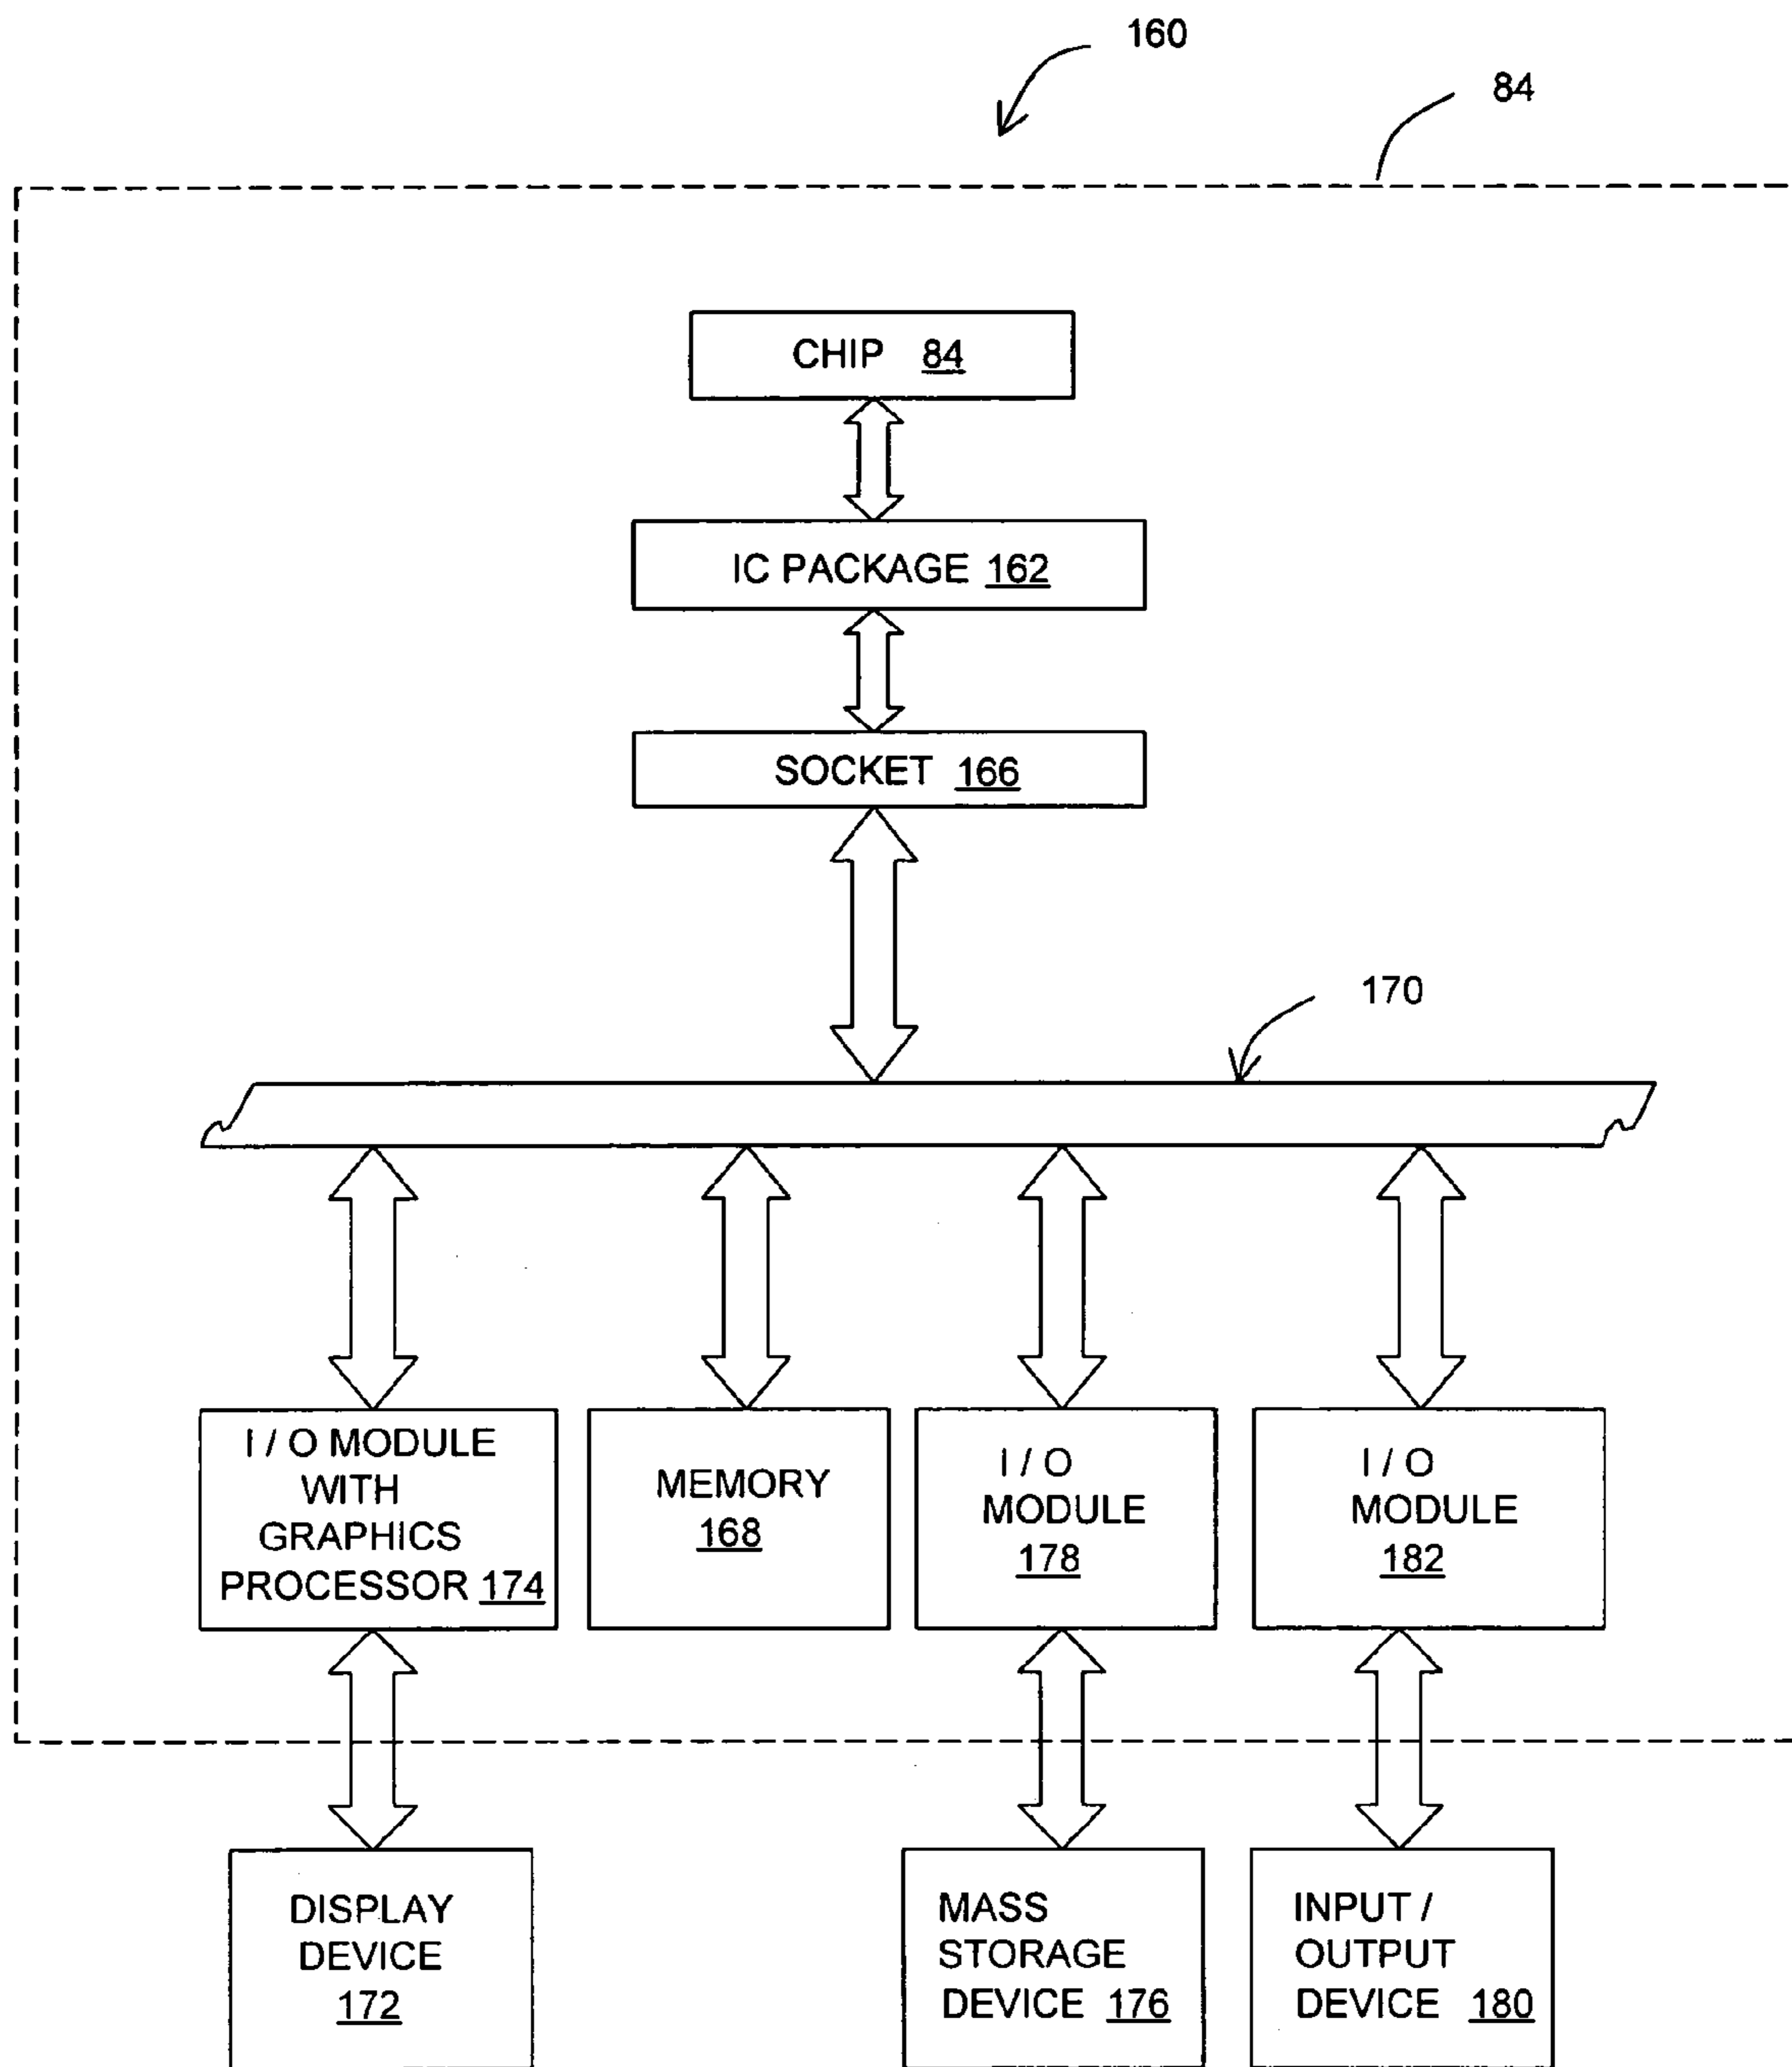 160
84
CHIP 84
IC PACKAGE 162
SOCKET 166
170
I / O MODULE
WITH
GRAPHICS
PROCESSOR 174
MEMORY
168
I / O
MODULE
178
I / O
MODULE
182
DISPLAY
DEVICE
172
MASS
STORAGE
DEVICE 176
INPUT /
OUTPUT
DEVICE 180